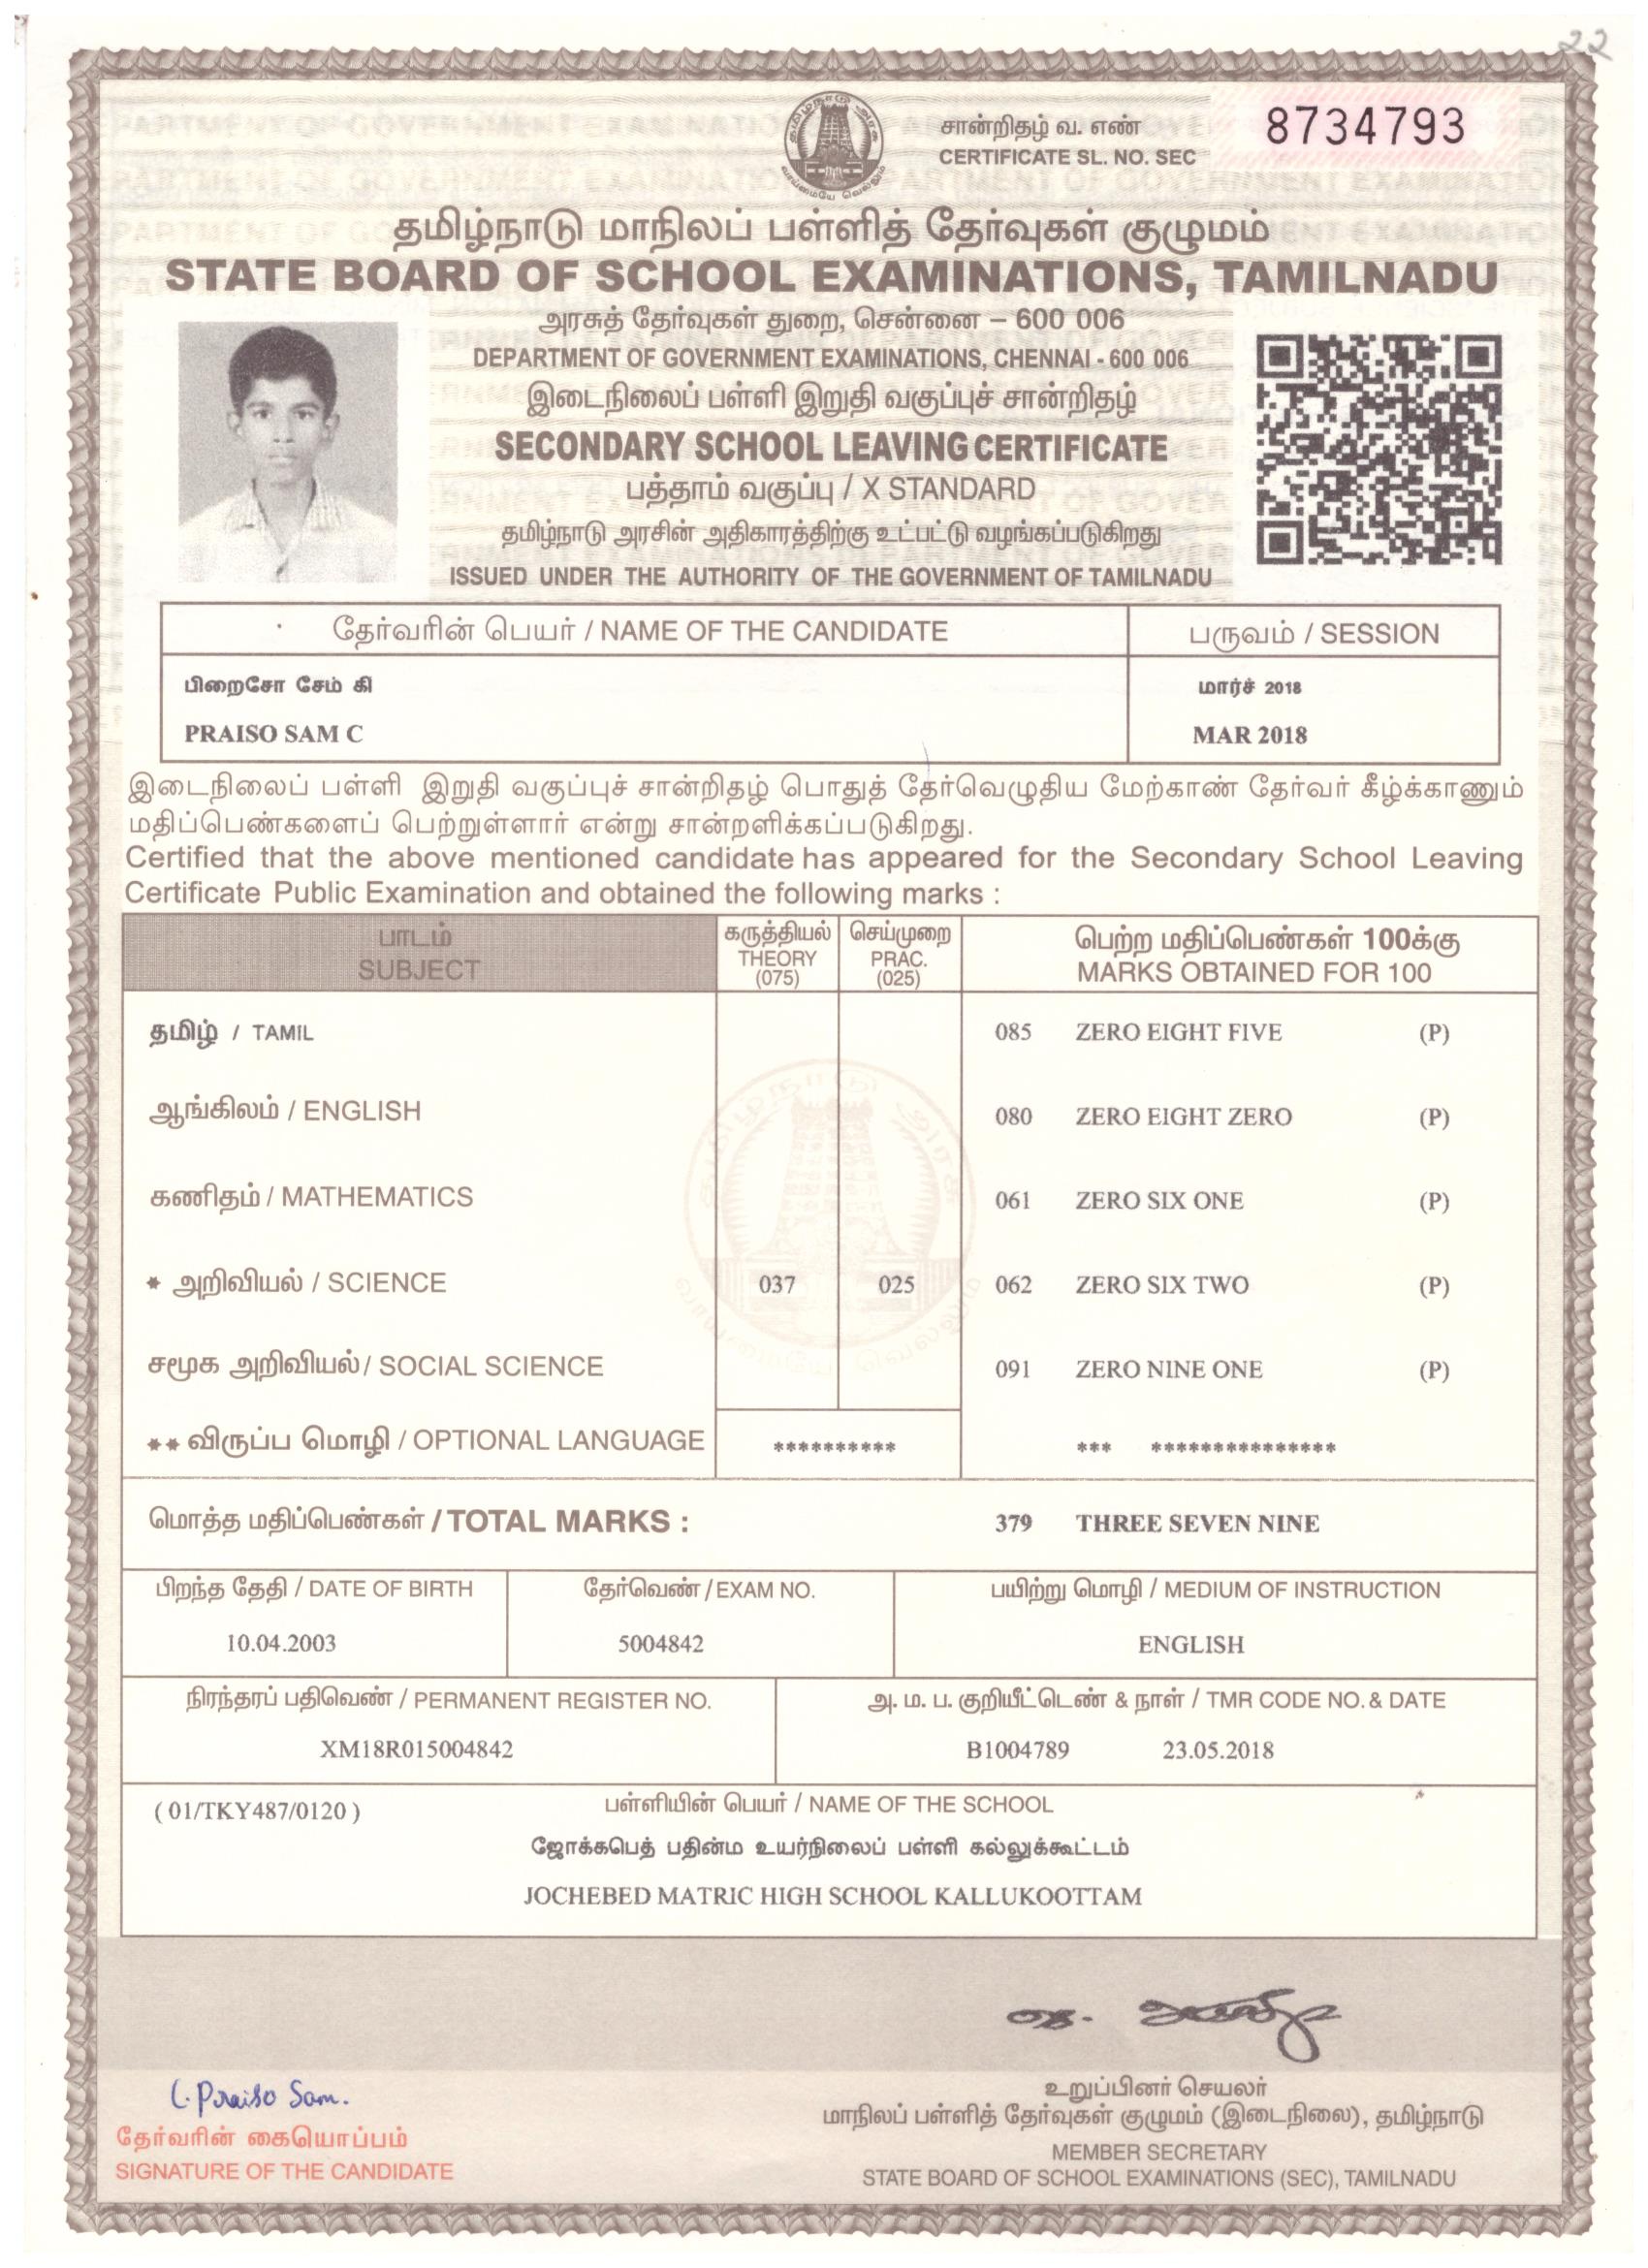 22
சான்றிதழ் வ. எண்
CERTIFICATE SL. NO. SEC
8734793
தமிழ்நாடு மாநிலப் பள்ளித் தேர்வுகள் குழுமம்
STATE BOARD OF SCHOOL EXAMINATIONS, TAMILNADU
அரசுத் தேர்வுகள் துறை, சென்னை – 600 006
DEPARTMENT OF GOVERNMENT EXAMINATIONS, CHENNAI - 600 006
இடைநிலைப் பள்ளி இறுதி வகுப்புச் சான்றிதழ்
SECONDARY SCHOOL LEAVING CERTIFICATE
பத்தாம் வகுப்பு / X STANDARD
தமிழ்நாடு அரசின் அதிகாரத்திற்கு உட்பட்டு வழங்கப்படுகிறது
ISSUED UNDER THE AUTHORITY OF THE GOVERNMENT OF TAMILNADU
தேர்வரின் பெயர் / NAME OF THE CANDIDATE பருவம் / SESSION
பிறைசோ சேம் கி மார்ச் 2018
PRAISO SAM C MAR 2018
இடைநிலைப் பள்ளி இறுதி வகுப்புச் சான்றிதழ் பொதுத் தேர்வெழுதிய மேற்காண் தேர்வர் கீழ்க்காணும்
மதிப்பெண்களைப் பெற்றுள்ளார் என்று சான்றளிக்கப்படுகிறது.
Certified that the above mentioned candidate has appeared for the Secondary School Leaving
Certificate Public Examination and obtained the following marks :
பாடம் கருத்தியல் செய்முறை பெற்ற மதிப்பெண்கள் 100க்கு
SUBJECT THEORY PRAC. MARKS OBTAINED FOR 100
(075) (025)
தமிழ் / TAMIL 085 ZERO EIGHT FIVE (P)
ஆங்கிலம் / ENGLISH 080 ZERO EIGHT ZERO (P)
கணிதம் / MATHEMATICS 061 ZERO SIX ONE (P)
* அறிவியல் / SCIENCE 037 025 062 ZERO SIX TWO (P)
சமூக அறிவியல் / SOCIAL SCIENCE 091 ZERO NINE ONE (P)
** விருப்ப மொழி / OPTIONAL LANGUAGE ********** *** ***************
மொத்த மதிப்பெண்கள் / TOTAL MARKS : 379 THREE SEVEN NINE
பிறந்த தேதி / DATE OF BIRTH தேர்வெண் / EXAM NO. பயிற்று மொழி / MEDIUM OF INSTRUCTION
10.04.2003 5004842 ENGLISH
நிரந்தரப் பதிவெண் / PERMANENT REGISTER NO. அ. ம. ப. குறியீட்டெண் & நாள் / TMR CODE NO. & DATE
XM18R015004842 B1004789 23.05.2018
( 01/TKY487/0120 ) பள்ளியின் பெயர் / NAME OF THE SCHOOL
ஜோக்கபெத் பதின்ம உயர்நிலைப் பள்ளி கல்லுக்கூட்டம்
JOCHEBED MATRIC HIGH SCHOOL KALLUKOOTTAM
C. Praiso Sam.
தேர்வரின் கையொப்பம்
SIGNATURE OF THE CANDIDATE
உறுப்பினர் செயலர்
மாநிலப் பள்ளித் தேர்வுகள் குழுமம் (இடைநிலை), தமிழ்நாடு
MEMBER SECRETARY
STATE BOARD OF SCHOOL EXAMINATIONS (SEC), TAMILNADU